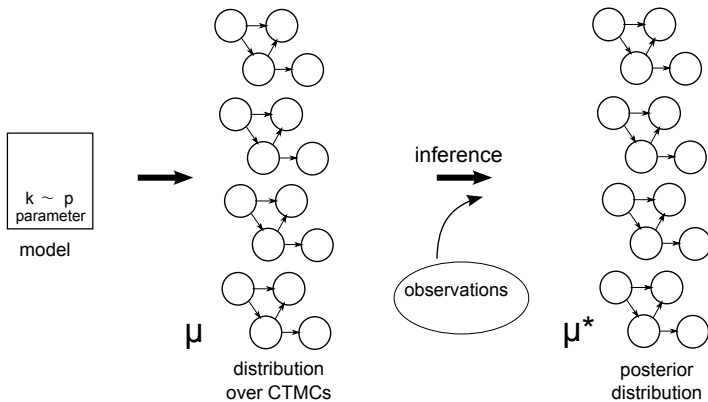 k ~ p
parameter
model
μ
distribution
over CTMCs
inference
observations
μ*
posterior
distribution